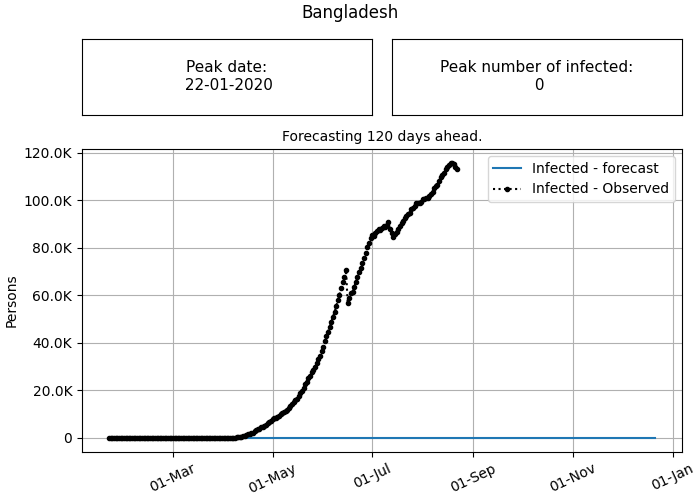 Bangladesh
Peak date:
22-01-2020
Peak number of infected:
0
Forecasting 120 days ahead.
120.0K
100.0K
80.0K
60.0K
40.0K
20.0K
0
Persons
Infected - forecast
Infected - Observed
01-Mar
01-May
01-Jul
01-Sep
01-Nov
01-Jan